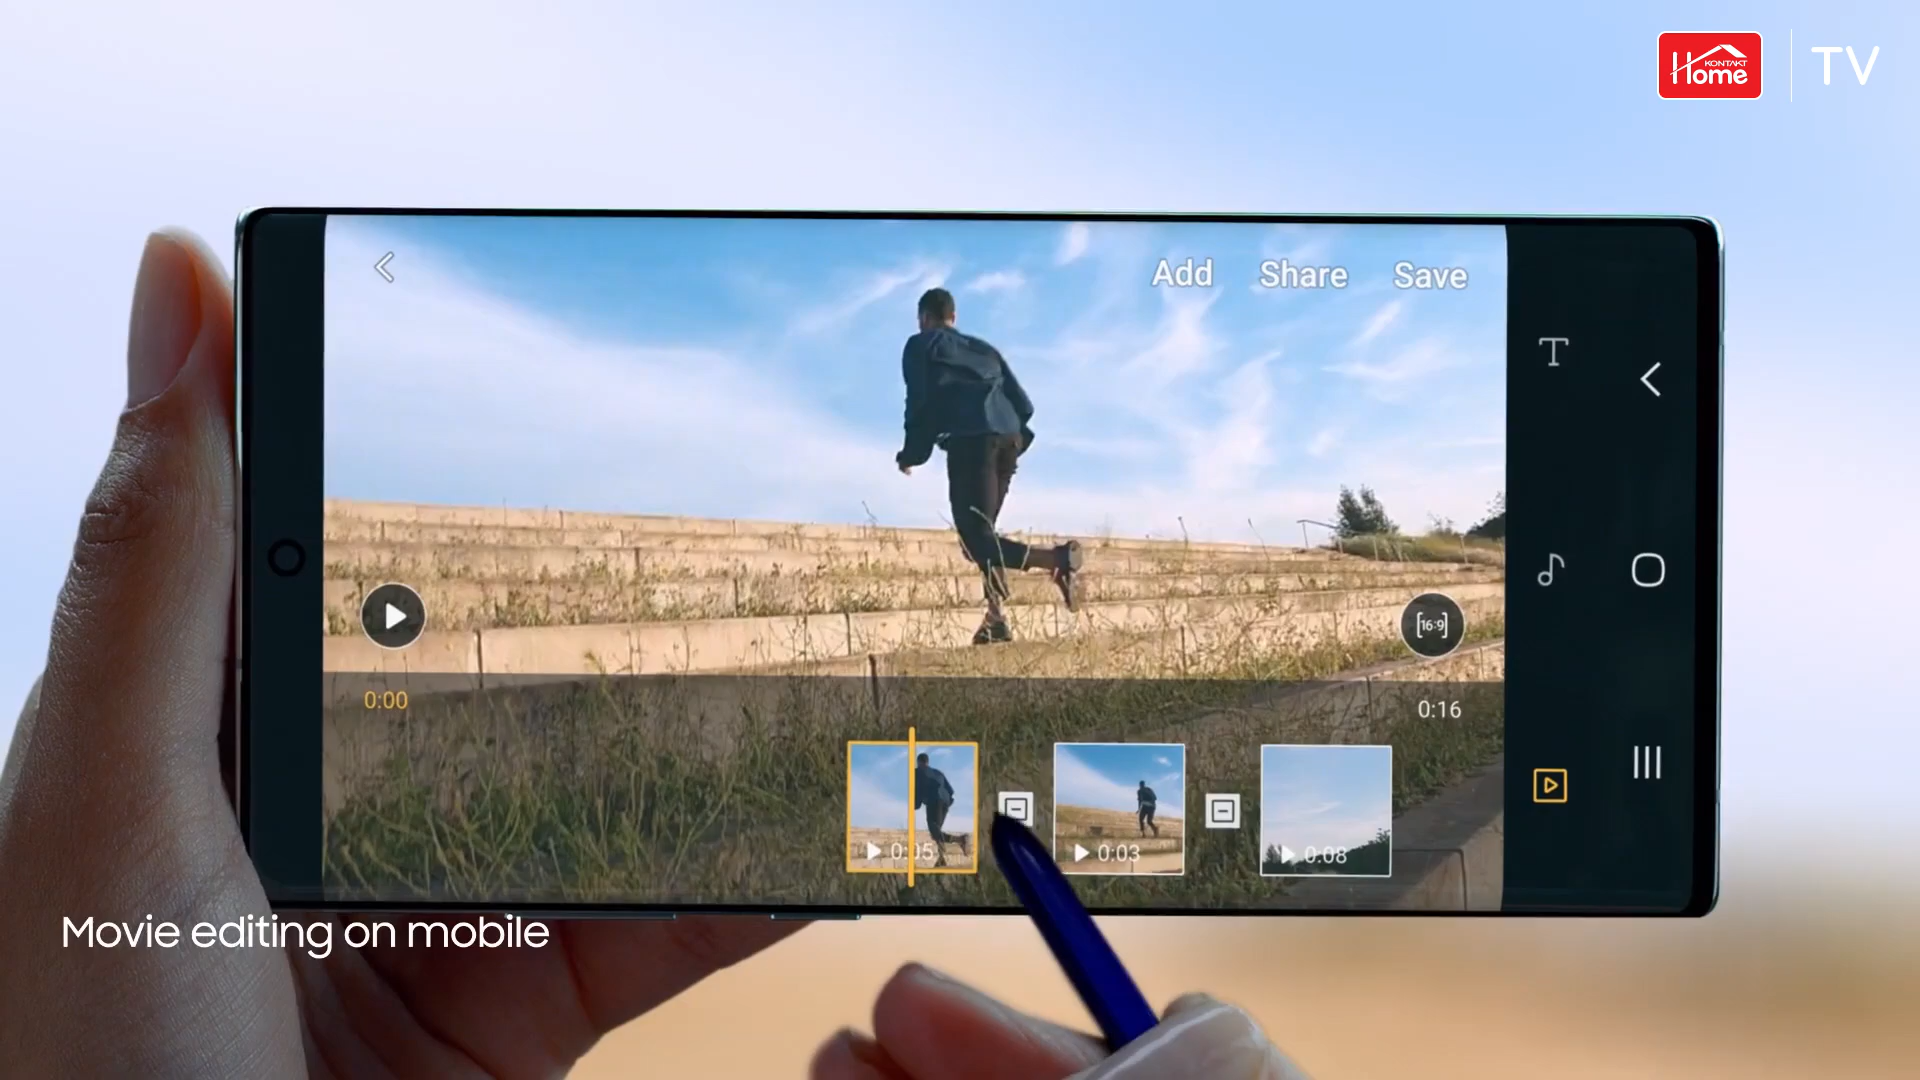 KONTAKT
Home
TV
Add Share Save
T
16:9
0:00
0:16
0:05
0:03
0:08
Movie editing on mobile